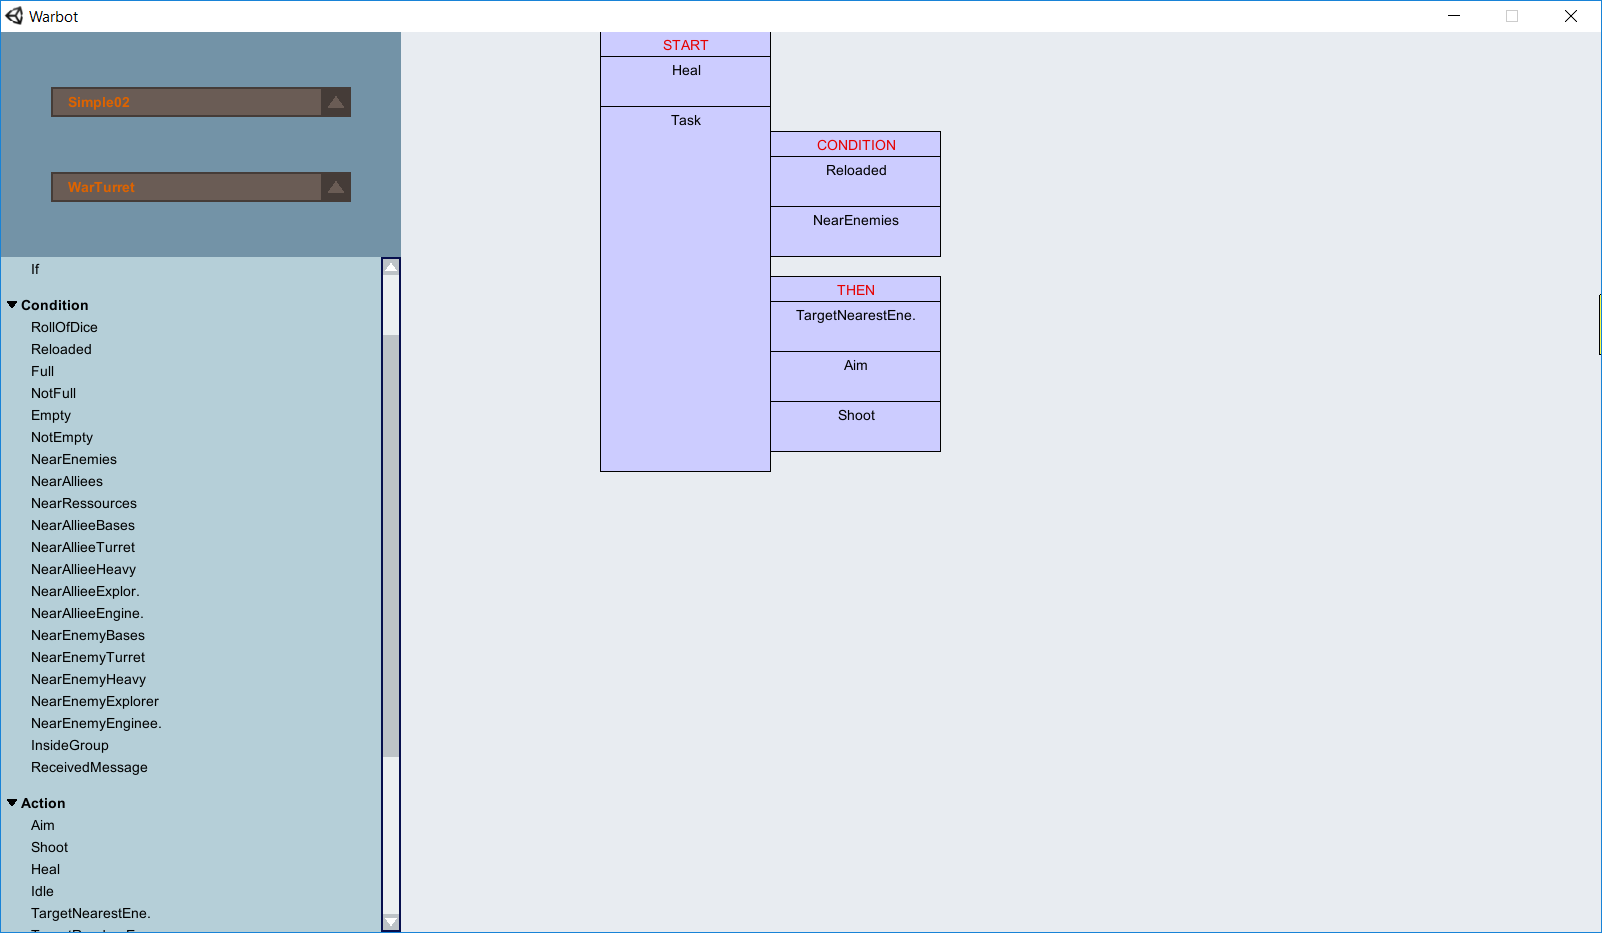 Warbot
Simple02
WarTurret
If
Condition
RollOfDice
Reloaded
Full
NotFull
Empty
NotEmpty
NearEnemies
NearAlliees
NearRessources
NearAllieeBases
NearAllieeTurret
NearAllieeHeavy
NearAllieeExplor.
NearAllieeEngine.
NearEnemyBases
NearEnemyTurret
NearEnemyHeavy
NearEnemyExplorer
NearEnemyEnginee.
InsideGroup
ReceivedMessage
Action
Aim
Shoot
Heal
Idle
TargetNearestEne.
START
Heal
Task
CONDITION
Reloaded
NearEnemies
THEN
TargetNearestEne.
Aim
Shoot